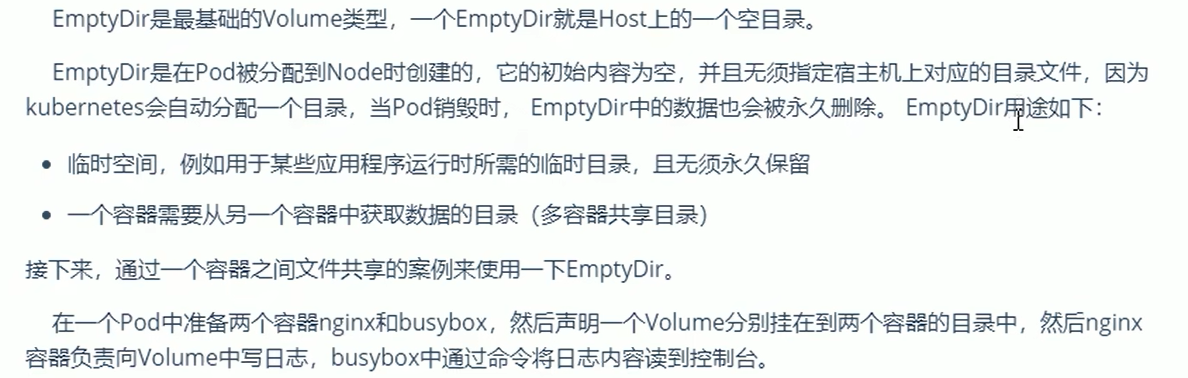 EmptyDir是最基础的Volume类型，一个EmptyDir就是Host上的一个空目录。
EmptyDir是在Pod被分配到Node时创建的，它的初始内容为空，并且无须指定宿主机上对应的目录文件，因为
kubernetes会自动分配一个目录，当Pod销毁时， EmptyDir中的数据也会被永久删除。 EmptyDir用途如下：
• 临时空间，例如用于某些应用程序运行时所需的临时目录，且无须永久保留
• 一个容器需要从另一个容器中获取数据的目录（多容器共享目录）
接下来，通过一个容器之间文件共享的案例来使用一下EmptyDir。
在一个Pod中准备两个容器nginx和busybox，然后声明一个Volume分别挂在到两个容器的目录中，然后nginx
容器负责向Volume中写日志，busybox中通过命令将日志内容读到控制台。